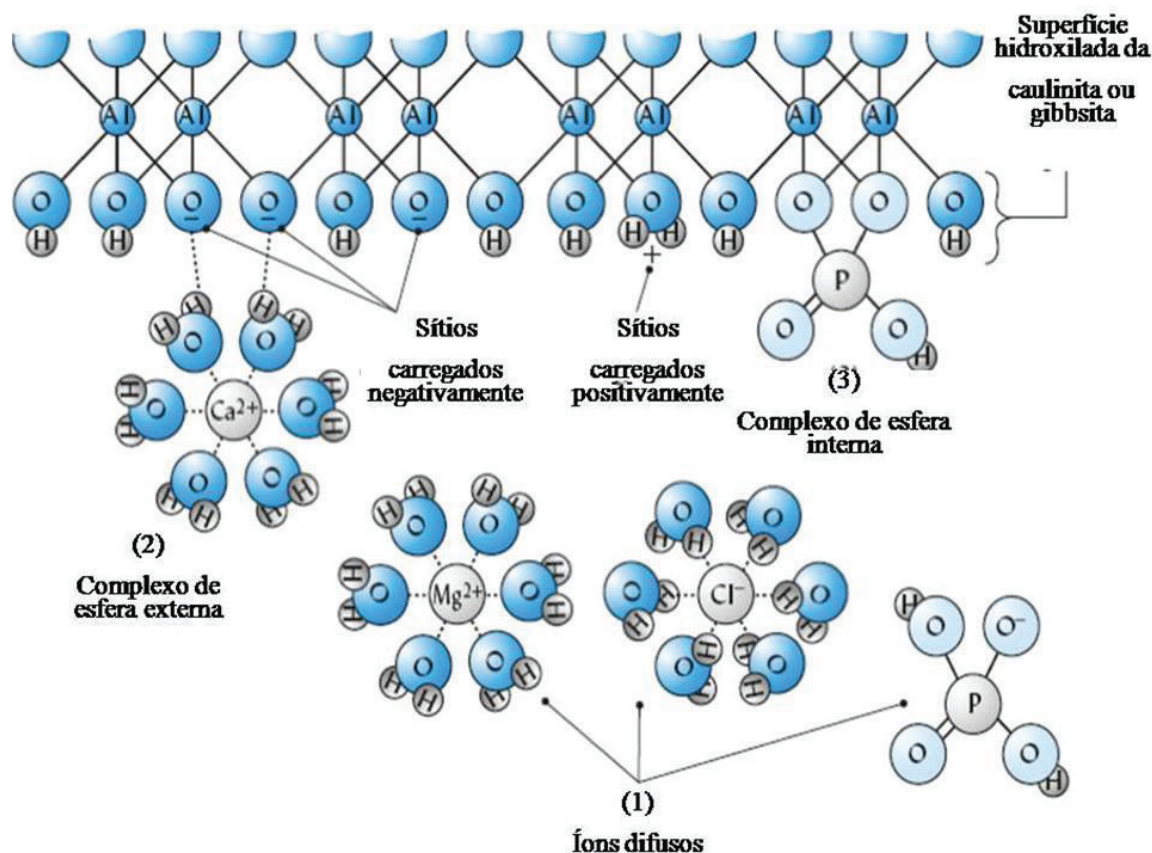 Superfície
hidroxilada da
caulinita ou
gibbsita
Al Al Al Al Al Al Al Al
O O O O O O O O O O O O O
– – –
H H H H H H H H H
+
H H
O O
H H
P
O O
H
Sítios
carregados
negativamente
Sítios
carregados
positivamente
(3)
Complexo de esfera
interna
H H
O Ca2+ O
H H
O O
H H H H
(2)
Complexo de
esfera externa
H H H H
O O
H H
O Mg2+ O
H H
O O
H H H H
O O
H H H H
O Cl– O
H H H H
O H H O
H H
H
O O–
P
O O
H
(1)
Íons difusos